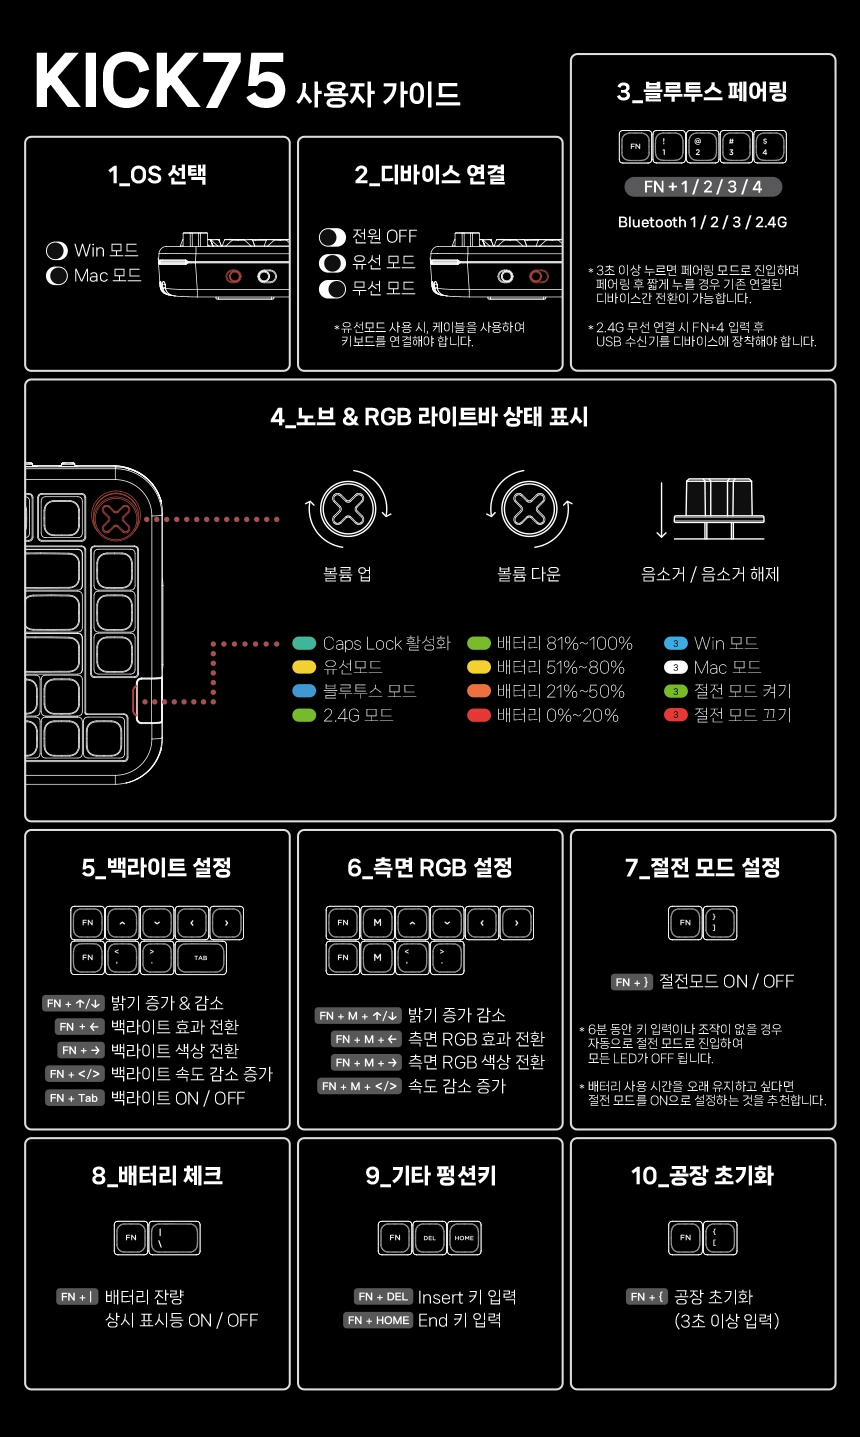 KICK75 사용자 가이드
1_OS 선택
Win 모드
Mac 모드
2_디바이스 연결
전원 OFF
유선 모드
무선 모드
*유선모드 사용 시, 케이블을 사용하여
키보드를 연결해야 합니다.
3_블루투스 페어링
FN ! 1 @ 2 # 3 $ 4
FN + 1 / 2 / 3 / 4
Bluetooth 1 / 2 / 3 / 2.4G
* 3초 이상 누르면 페어링 모드로 진입하며
페어링 후 짧게 누를 경우 기존 연결된
디바이스간 전환이 가능합니다.
* 2.4G 무선 연결 시 FN+4 입력 후
USB 수신기를 디바이스에 장착해야 합니다.
4_노브 & RGB 라이트바 상태 표시
볼륨 업
볼륨 다운
음소거 / 음소거 해제
Caps Lock 활성화
유선모드
블루투스 모드
2.4G 모드
배터리 81%~100%
배터리 51%~80%
배터리 21%~50%
배터리 0%~20%
3 Win 모드
3 Mac 모드
3 절전 모드 켜기
3 절전 모드 끄기
5_백라이트 설정
FN ^ ⌄ ‹ ›
FN < , > . TAB
FN + ↑/↓ 밝기 증가 & 감소
FN + ← 백라이트 효과 전환
FN + → 백라이트 색상 전환
FN + </> 백라이트 속도 감소 증가
FN + Tab 백라이트 ON / OFF
6_측면 RGB 설정
FN M ^ ⌄ ‹ ›
FN M < , > .
FN + M + ↑/↓ 밝기 증가 감소
FN + M + ← 측면 RGB 효과 전환
FN + M + → 측면 RGB 색상 전환
FN + M + </> 속도 감소 증가
7_절전 모드 설정
FN } ]
FN + } 절전모드 ON / OFF
* 6분 동안 키 입력이나 조작이 없을 경우
자동으로 절전 모드로 진입하여
모든 LED가 OFF 됩니다.
* 배터리 사용 시간을 오래 유지하고 싶다면
절전 모드를 ON으로 설정하는 것을 추천합니다.
8_배터리 체크
FN | \
FN + | 배터리 잔량
상시 표시등 ON / OFF
9_기타 펑션키
FN DEL HOME
FN + DEL Insert 키 입력
FN + HOME End 키 입력
10_공장 초기화
FN { [
FN + { 공장 초기화
(3초 이상 입력)